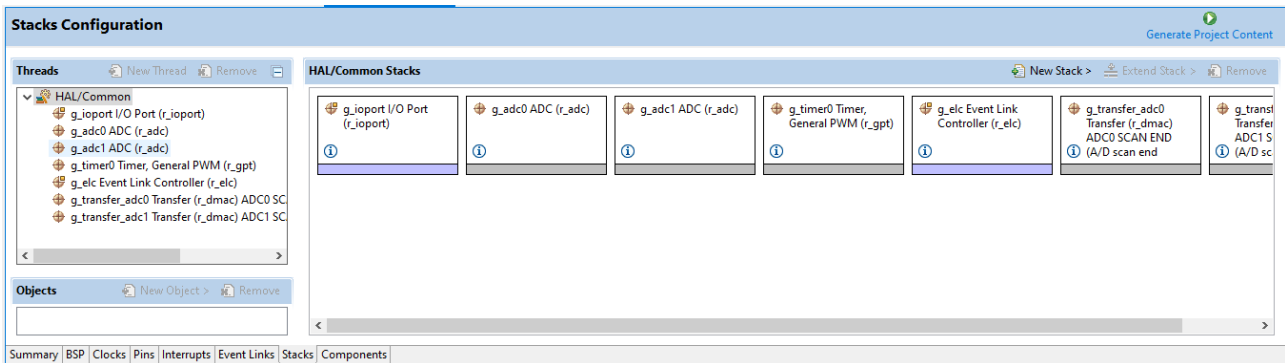 Stacks Configuration
Generate Project Content
Threads
New Thread
Remove
HAL/Common
g_ioport I/O Port (r_ioport)
g_adc0 ADC (r_adc)
g_adc1 ADC (r_adc)
g_timer0 Timer, General PWM (r_gpt)
g_elc Event Link Controller (r_elc)
g_transfer_adc0 Transfer (r_dmac) ADC0 SC
g_transfer_adc1 Transfer (r_dmac) ADC1 SC
Objects
New Object >
Remove
HAL/Common Stacks
New Stack >
Extend Stack >
Remove
g_ioport I/O Port
(r_ioport)
g_adc0 ADC (r_adc)
g_adc1 ADC (r_adc)
g_timer0 Timer,
General PWM (r_gpt)
g_elc Event Link
Controller (r_elc)
g_transfer_adc0
Transfer (r_dmac)
ADC0 SCAN END
(A/D scan end
g_transf
Transfer
ADC1 S
(A/D sc
Summary
BSP
Clocks
Pins
Interrupts
Event Links
Stacks
Components